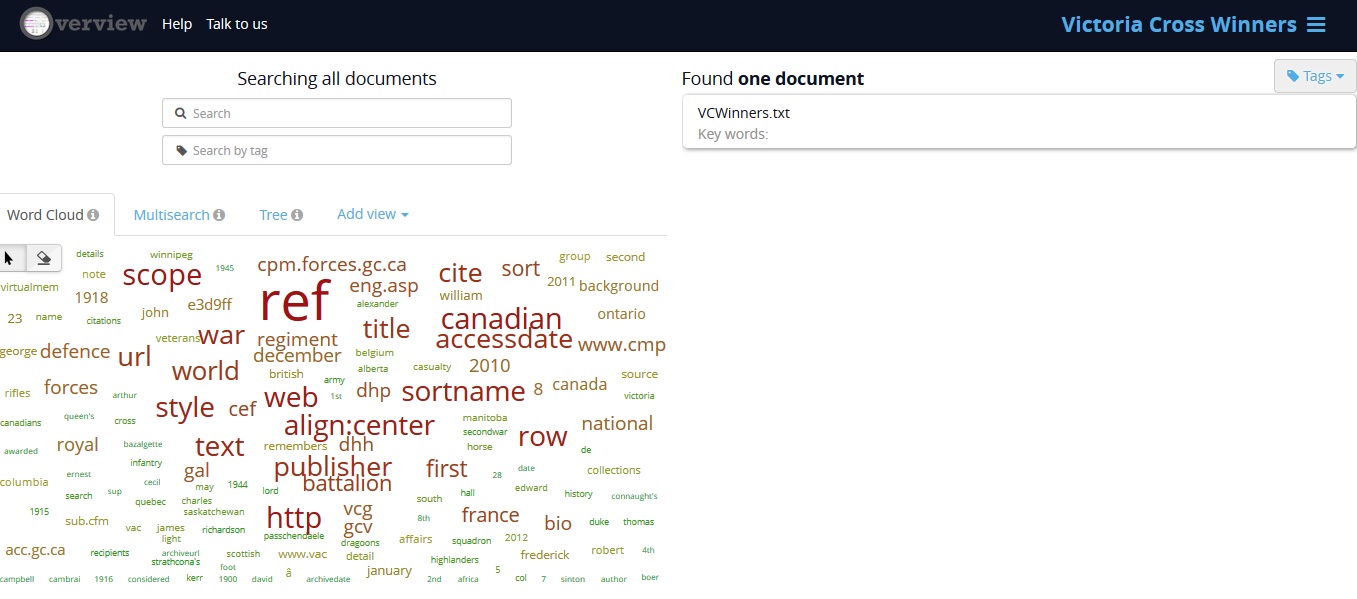 Overview Help Talk to us Victoria Cross Winners
Searching all documents
Search
Search by tag
Found one document
Tags
VCWinners.txt
Key words:
Word Cloud Multisearch Tree Add view
details winnipeg group second
note scope 1945 cpm.forces.gc.ca cite sort
virtualmem 1918 e3d9ff ref eng.asp william 2011 background
23 name citations john alexander canadian ontario
veterans war regiment title accessdate www.cmp
george defence url december belgium
world british alberta casualty 2010 source
rifles forces arthur army 1st dhp sortname 8 canada victoria
queen's style cef web
canadians cross align:center manitoba national
awarded royal bazalgette text remembers dhh secondwar horse row de
infantry publisher first
columbia ernest cecil gal battalion 28 date collections
search sup may 1944 lord south hall edward history connaught's
quebec charles
1915 saskatchewan http vcg 8th france bio duke thomas
sub.cfm vac james richardson gcv
light passchendaele dragoons affairs squadron 2012
acc.gc.ca recipients archiveurl scottish www.vac detail frederick robert 4th
strathcona's foot highlanders
campbell cambrai 1916 considered kerr 1900 david â archivedate january 2nd africa 5 col 7 sinton author boer